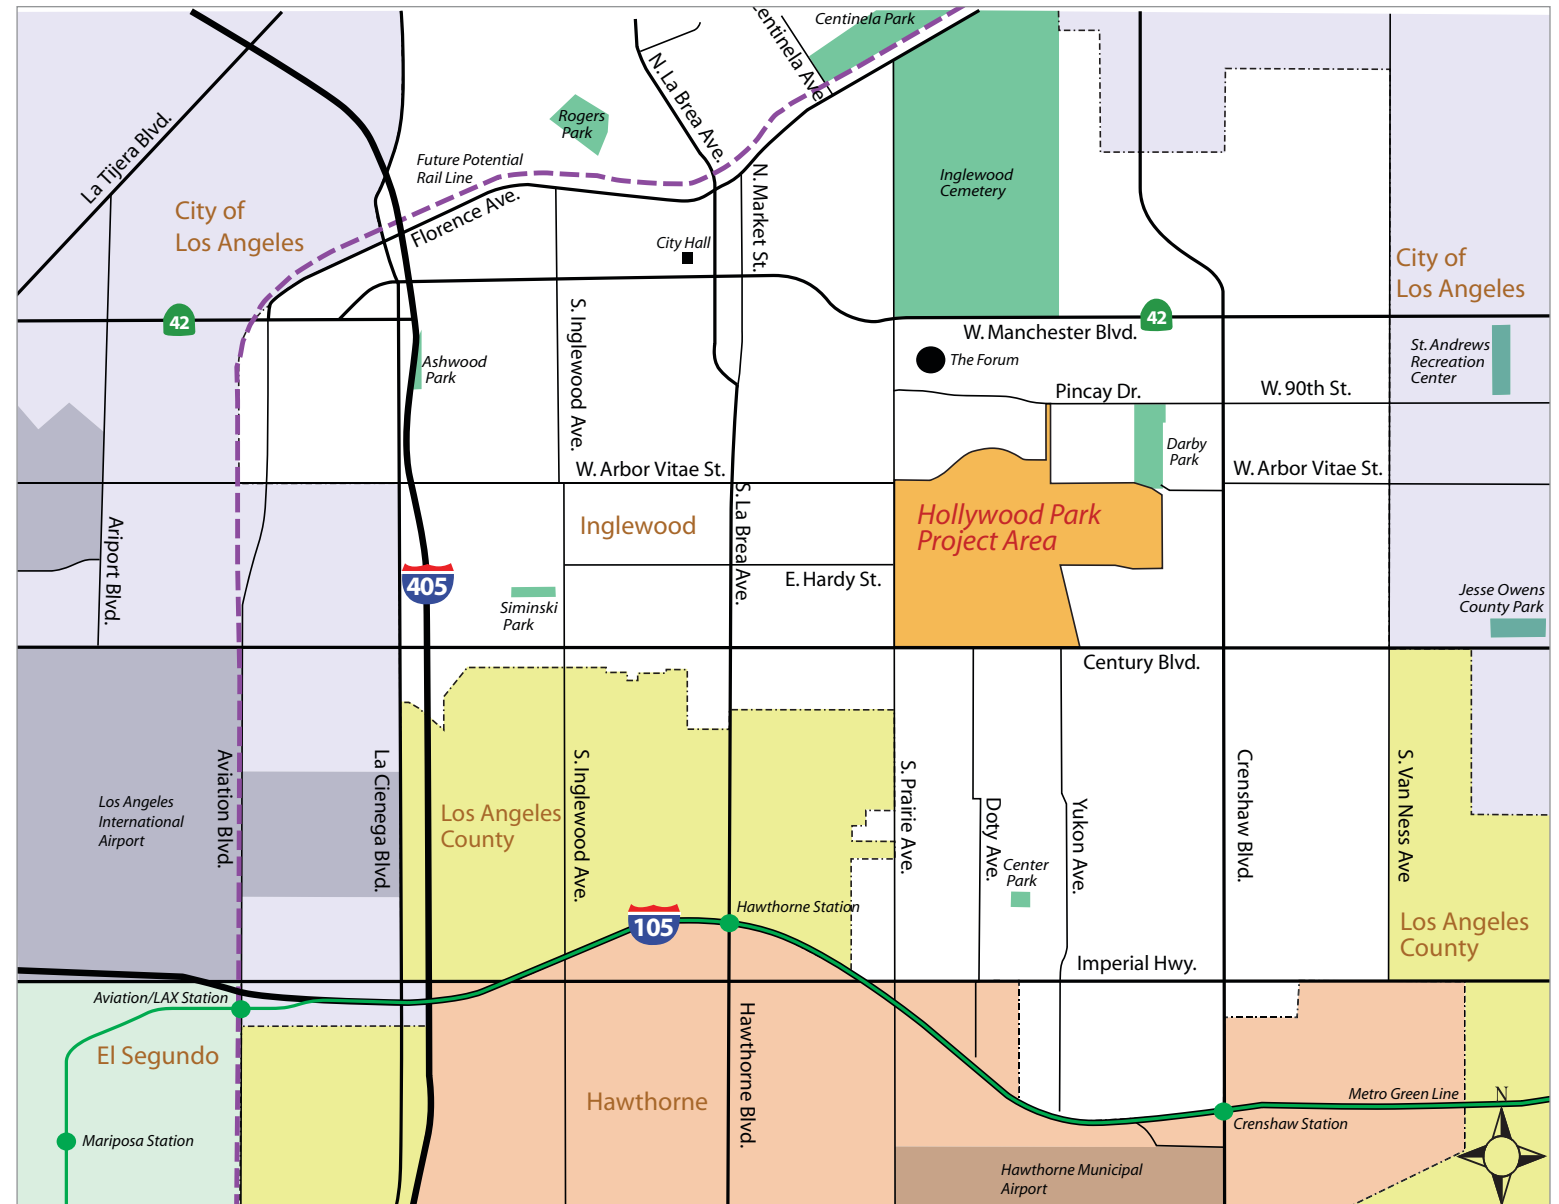 Centinela Park
Centinela Ave.
N. La Brea Ave.
Rogers
Park
La Tijera Blvd.
Future Potential
Rail Line
Florence Ave.
N. Market St.
Inglewood
Cemetery
City of
Los Angeles
City Hall
City of
Los Angeles
42
42
W. Manchester Blvd.
S. Inglewood Ave.
Ashwood
Park
The Forum
St. Andrews
Recreation
Center
Pincay Dr.
W. 90th St.
Darby
Park
W. Arbor Vitae St.
W. Arbor Vitae St.
Ariport Blvd.
Inglewood
S. La Brea Ave.
Hollywood Park
Project Area
405
E. Hardy St.
Siminski
Park
Jesse Owens
County Park
Century Blvd.
Aviation Blvd.
La Cienega Blvd.
S. Inglewood Ave.
S. Prairie Ave.
Doty Ave.
Yukon Ave.
Crenshaw Blvd.
S. Van Ness Ave
Los Angeles
International
Airport
Los Angeles
County
Center
Park
Hawthorne Station
105
Los Angeles
County
Imperial Hwy.
Aviation/LAX Station
El Segundo
Hawthorne Blvd.
Hawthorne
Metro Green Line
N
Crenshaw Station
Mariposa Station
Hawthorne Municipal
Airport